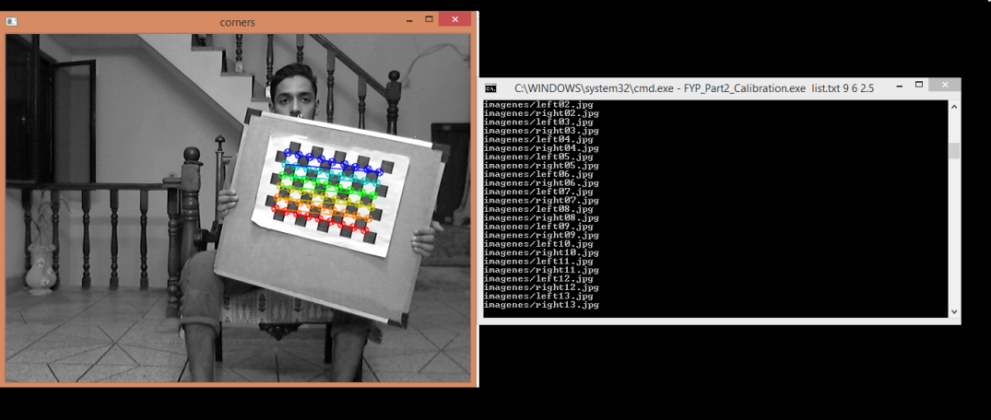 corners
C:\WINDOWS\system32\cmd.exe - FYP_Part2_Calibration.exe list.txt 9 6 2.5
imagenes/left02.jpg
imagenes/right02.jpg
imagenes/left03.jpg
imagenes/right03.jpg
imagenes/left04.jpg
imagenes/right04.jpg
imagenes/left05.jpg
imagenes/right05.jpg
imagenes/left06.jpg
imagenes/right06.jpg
imagenes/left07.jpg
imagenes/right07.jpg
imagenes/left08.jpg
imagenes/right08.jpg
imagenes/left09.jpg
imagenes/right09.jpg
imagenes/left10.jpg
imagenes/right10.jpg
imagenes/left11.jpg
imagenes/right11.jpg
imagenes/left12.jpg
imagenes/right12.jpg
imagenes/left13.jpg
imagenes/right13.jpg